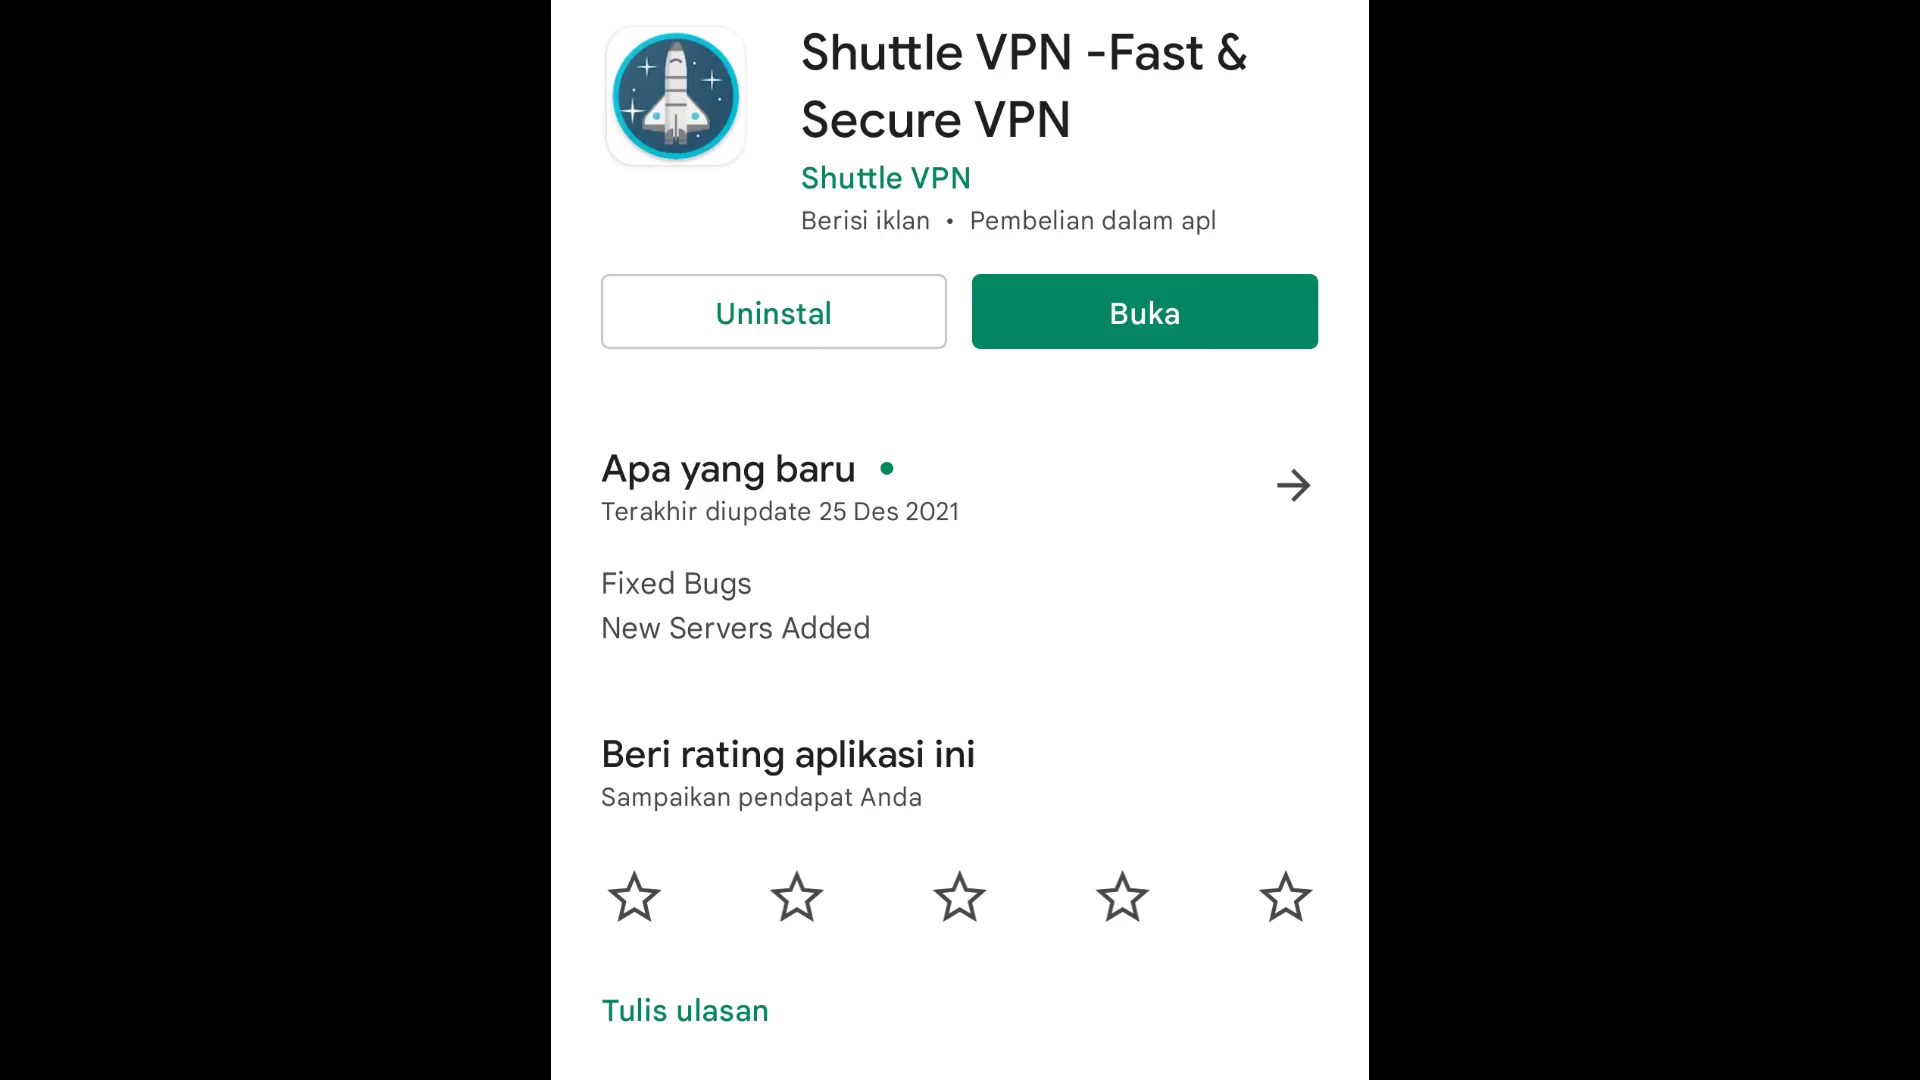 Shuttle VPN -Fast &
Secure VPN
Shuttle VPN
Berisi iklan • Pembelian dalam apl
Uninstal
Buka
Apa yang baru
Terakhir diupdate 25 Des 2021
Fixed Bugs
New Servers Added
Beri rating aplikasi ini
Sampaikan pendapat Anda
Tulis ulasan